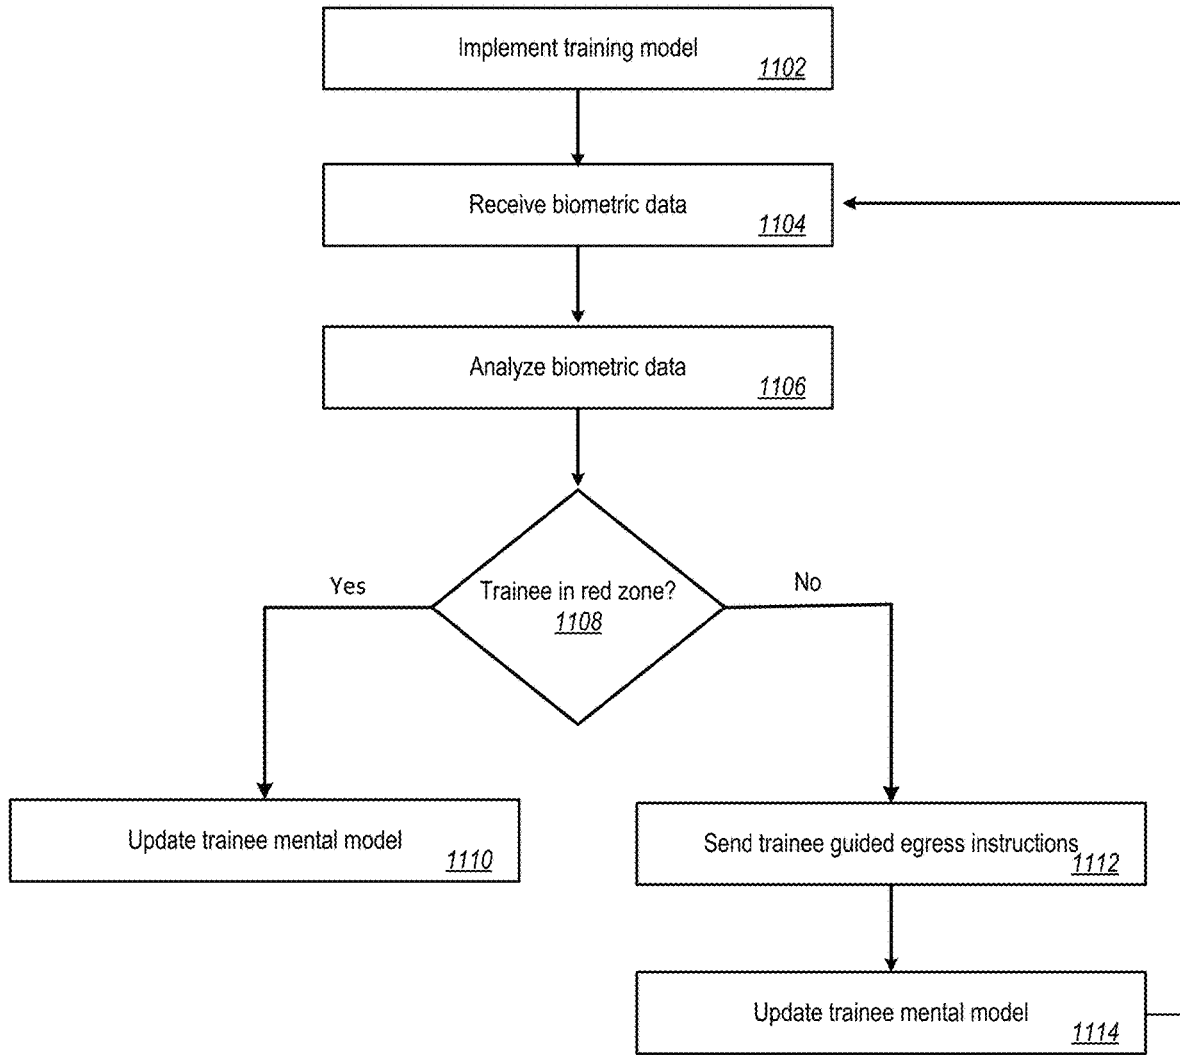 Implement training model
1102
Receive biometric data
1104
Analyze biometric data
1106
Yes
No
Trainee in red zone?
1108
Update trainee mental model
1110
Send trainee guided egress instructions
1112
Update trainee mental model
1114